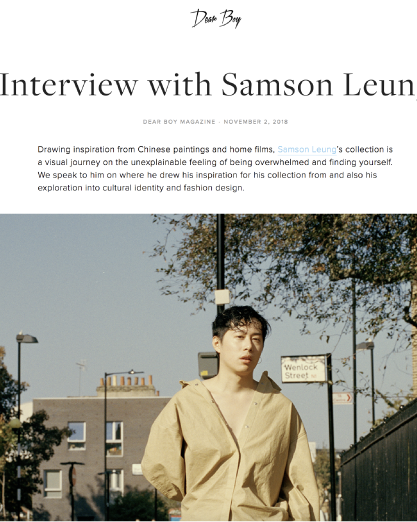 Dear Boy
Interview with Samson Leun
DEAR BOY MAGAZINE · NOVEMBER 2, 2018
Drawing inspiration from Chinese paintings and home films, Samson Leung's collection is
a visual journey on the unexplainable feeling of being overwhelmed and finding yourself.
We speak to him on where he drew his inspiration for his collection from and also his
exploration into cultural identity and fashion design.
Wenlock
Street